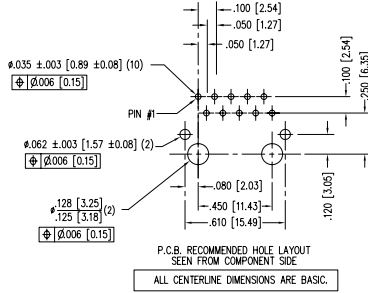 .100 [2.54]
.050 [1.27]
.050 [1.27]
ø.035 ±.003 [0.89 ±0.08] (10)
⌖ Ø.006 [0.15]
PIN #1
.100 [2.54]
.250 [6.35]
ø.062 ±.003 [1.57 ±0.08] (2)
⌖ Ø.006 [0.15]
ø.128 [3.25] (2)
.125 [3.18]
⌖ Ø.006 [0.15]
.080 [2.03]
.450 [11.43]
.610 [15.49]
.120 [3.05]
P.C.B. RECOMMENDED HOLE LAYOUT
SEEN FROM COMPONENT SIDE
ALL CENTERLINE DIMENSIONS ARE BASIC.